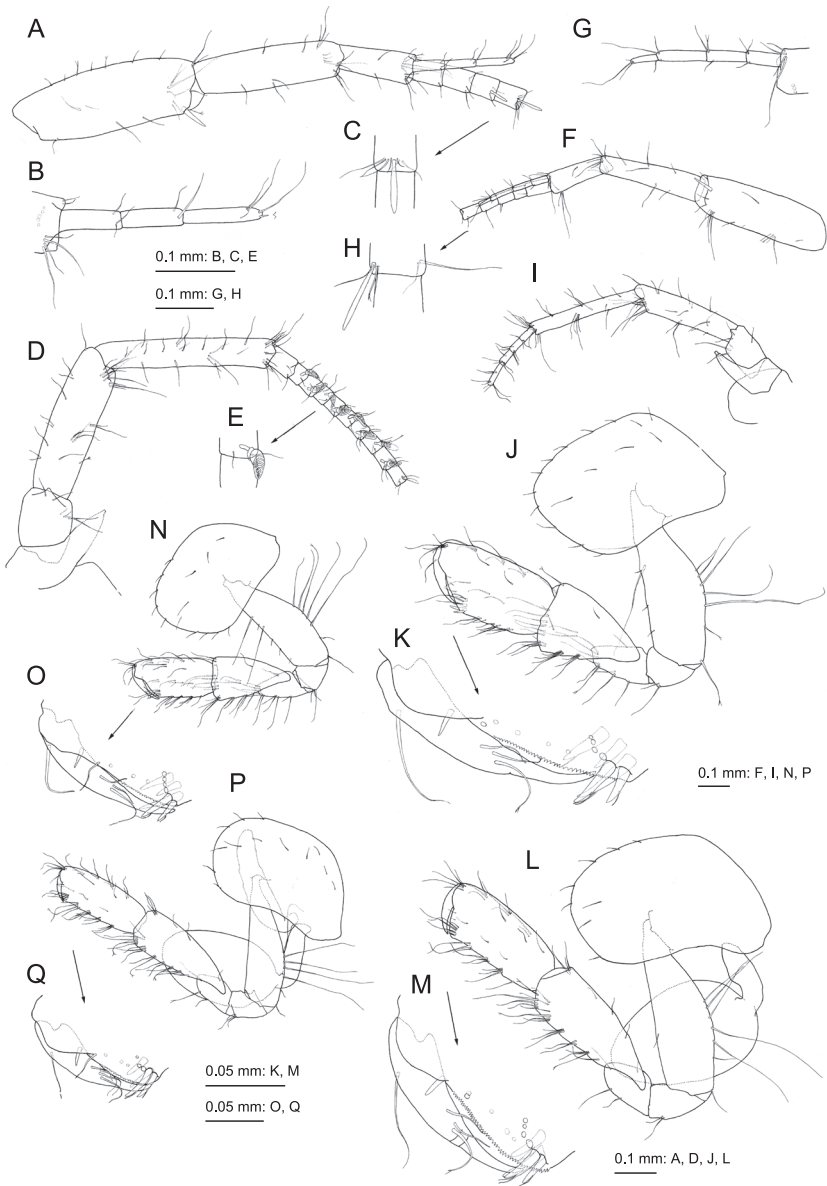 A
G
C
F
B
H
0.1 mm: B, C, E
0.1 mm: G, H
I
D
E
J
N
K
O
0.1 mm: F, I, N, P
P
L
Q
M
0.05 mm: K, M
0.05 mm: O, Q
0.1 mm: A, D, J, L